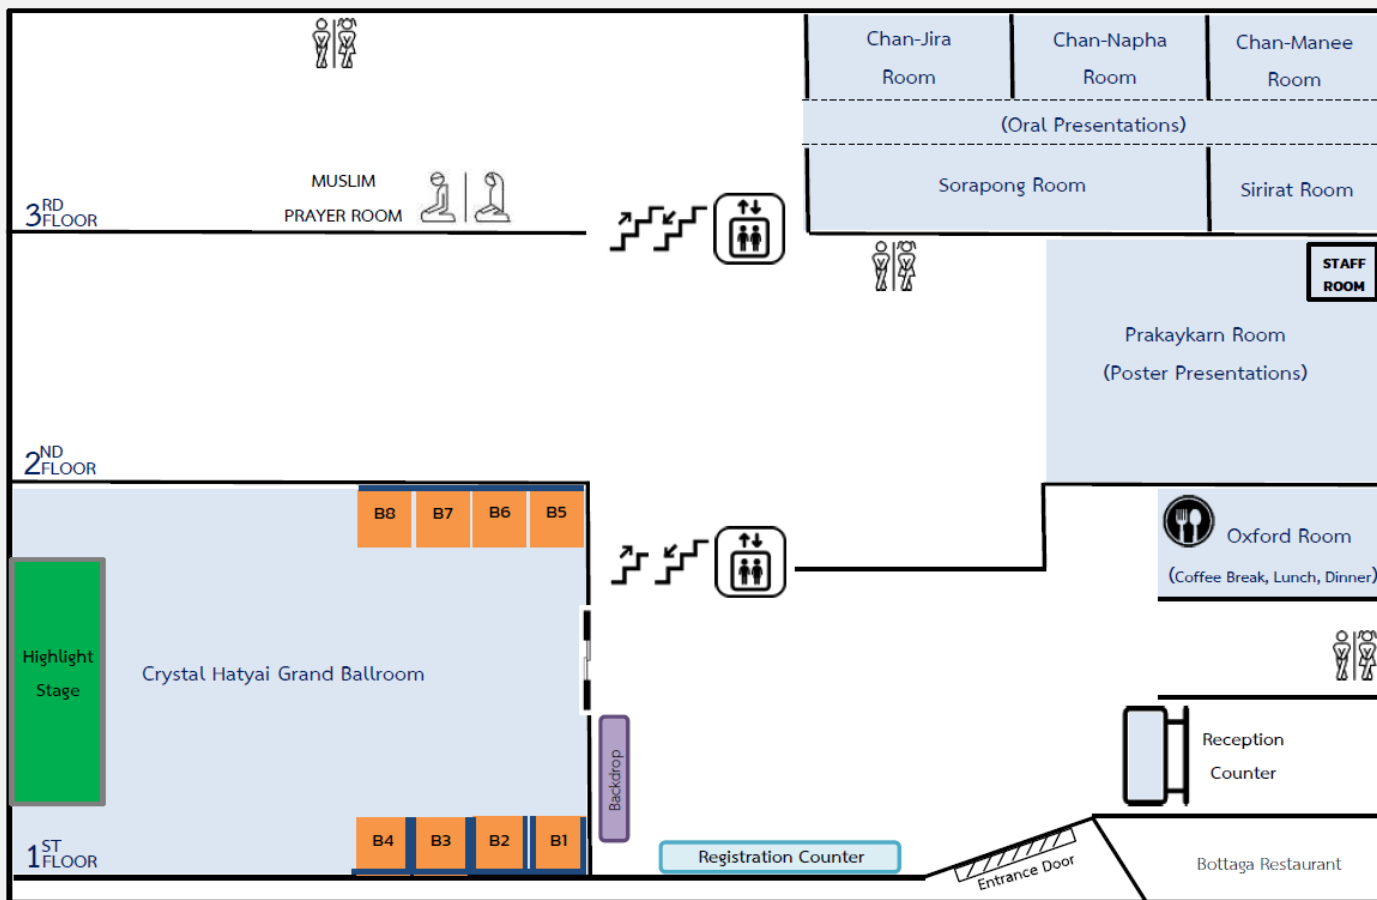 Chan-Jira
Room
Chan-Napha
Room
Chan-Manee
Room
(Oral Presentations)
MUSLIM
PRAYER ROOM
Sorapong Room
Sirirat Room
3RD
FLOOR
STAFF
ROOM
Prakaykarn Room
(Poster Presentations)
2ND
FLOOR
B8
B7
B6
B5
Oxford Room
(Coffee Break, Lunch, Dinner)
Highlight
Stage
Crystal Hatyai Grand Ballroom
Backdrop
Reception
Counter
B4
B3
B2
B1
1ST
FLOOR
Registration Counter
Entrance Door
Bottaga Restaurant